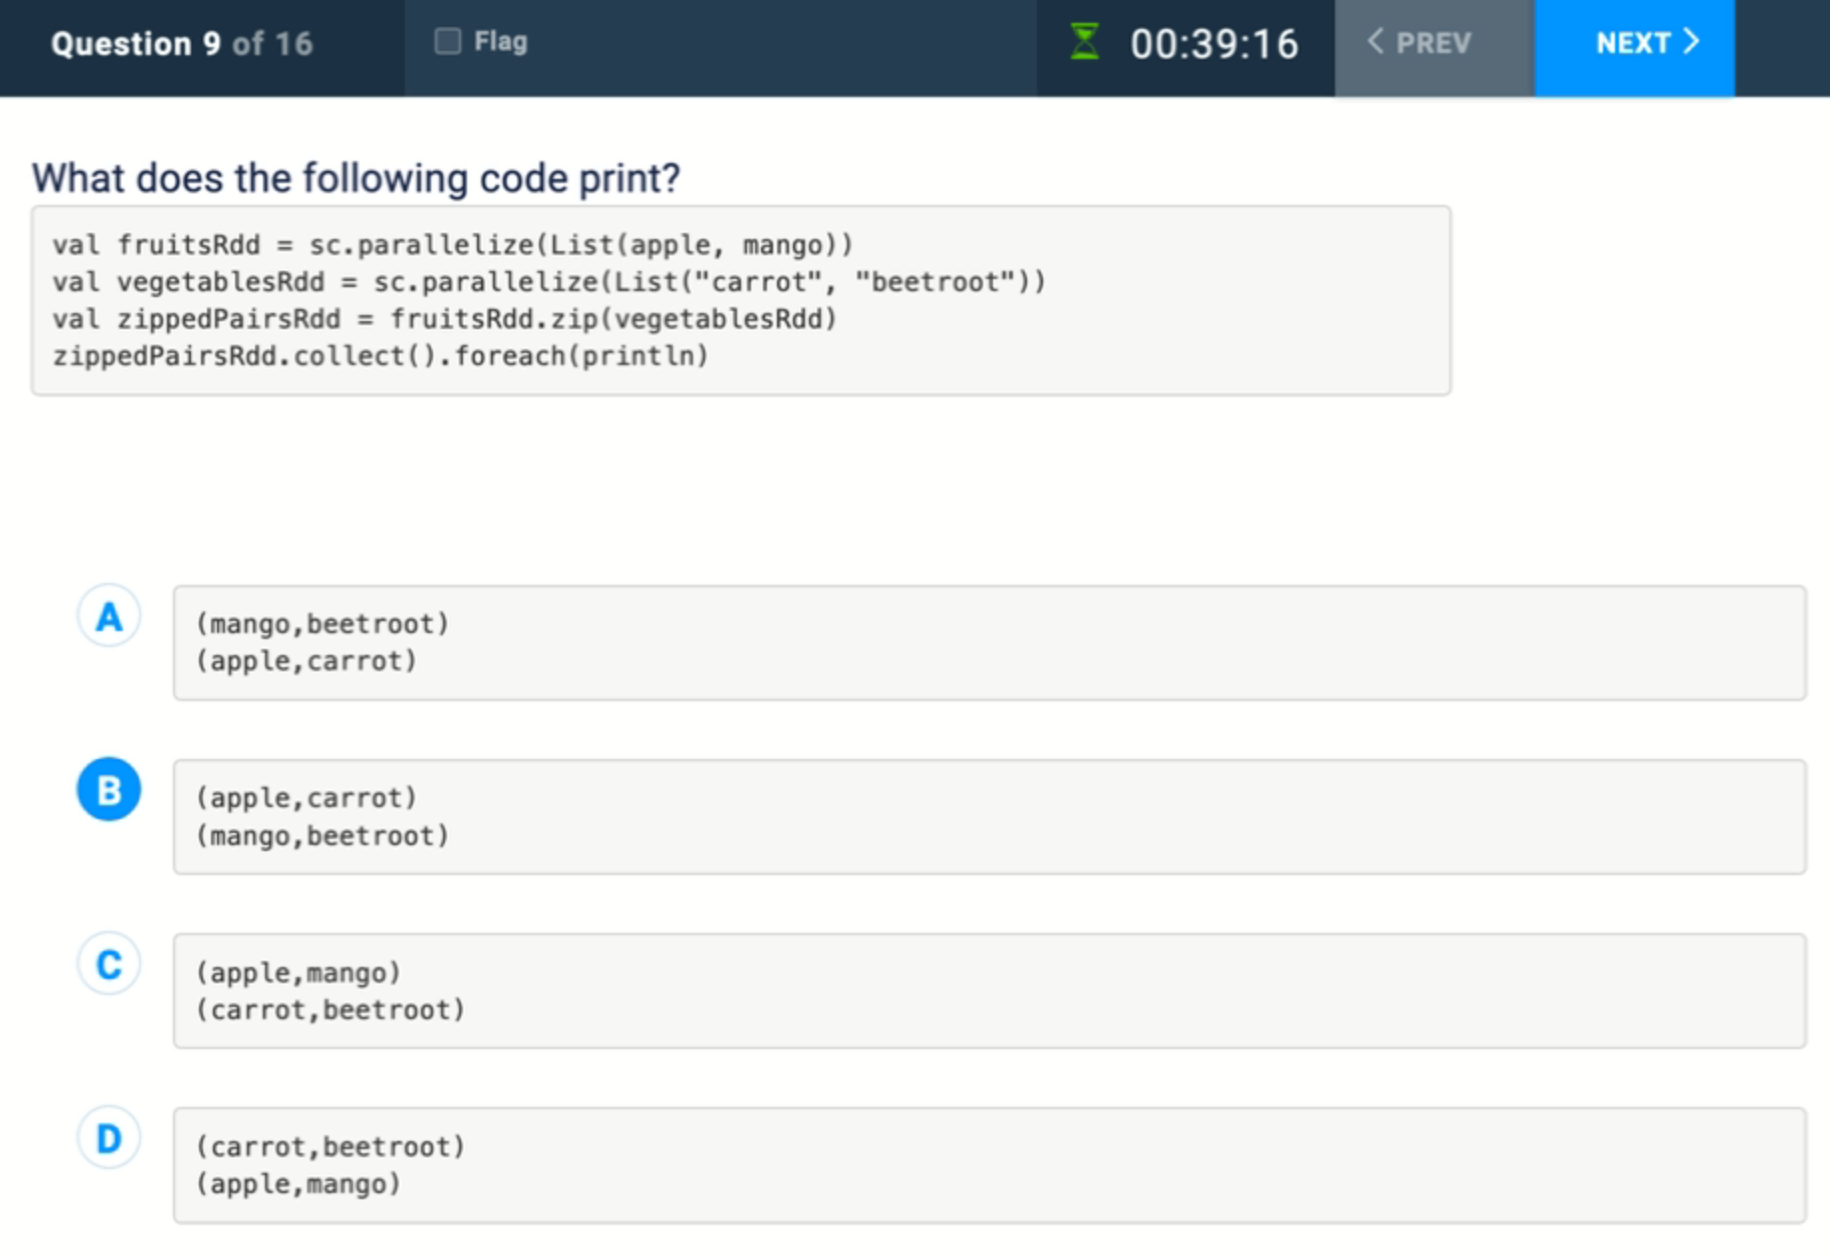 Question 9 of 16
Flag
00:39:16
< PREV
NEXT >
What does the following code print?
val fruitsRdd = sc.parallelize(List(apple, mango))
val vegetablesRdd = sc.parallelize(List("carrot", "beetroot"))
val zippedPairsRdd = fruitsRdd.zip(vegetablesRdd)
zippedPairsRdd.collect().foreach(println)
A
(mango,beetroot)
(apple,carrot)
B
(apple,carrot)
(mango,beetroot)
C
(apple,mango)
(carrot,beetroot)
D
(carrot,beetroot)
(apple,mango)